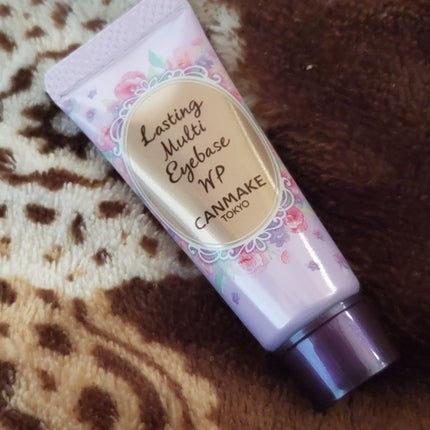 Lasting
Multi
Eyebase
WP
CANMAKE
TOKYO